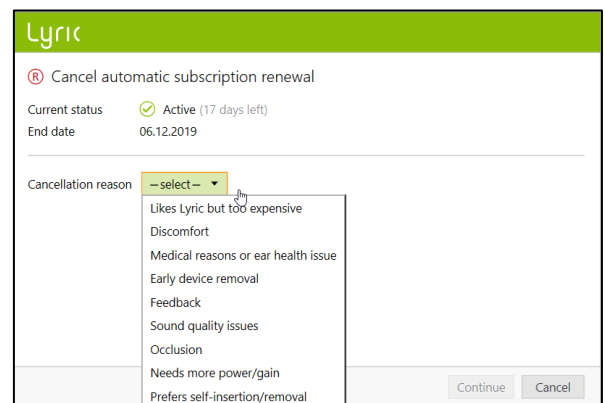 Lyric
R Cancel automatic subscription renewal
Current status Active (17 days left)
End date 06.12.2019
Cancellation reason —select—
Likes Lyric but too expensive
Discomfort
Medical reasons or ear health issue
Early device removal
Feedback
Sound quality issues
Occlusion
Needs more power/gain
Prefers self-insertion/removal
Continue Cancel